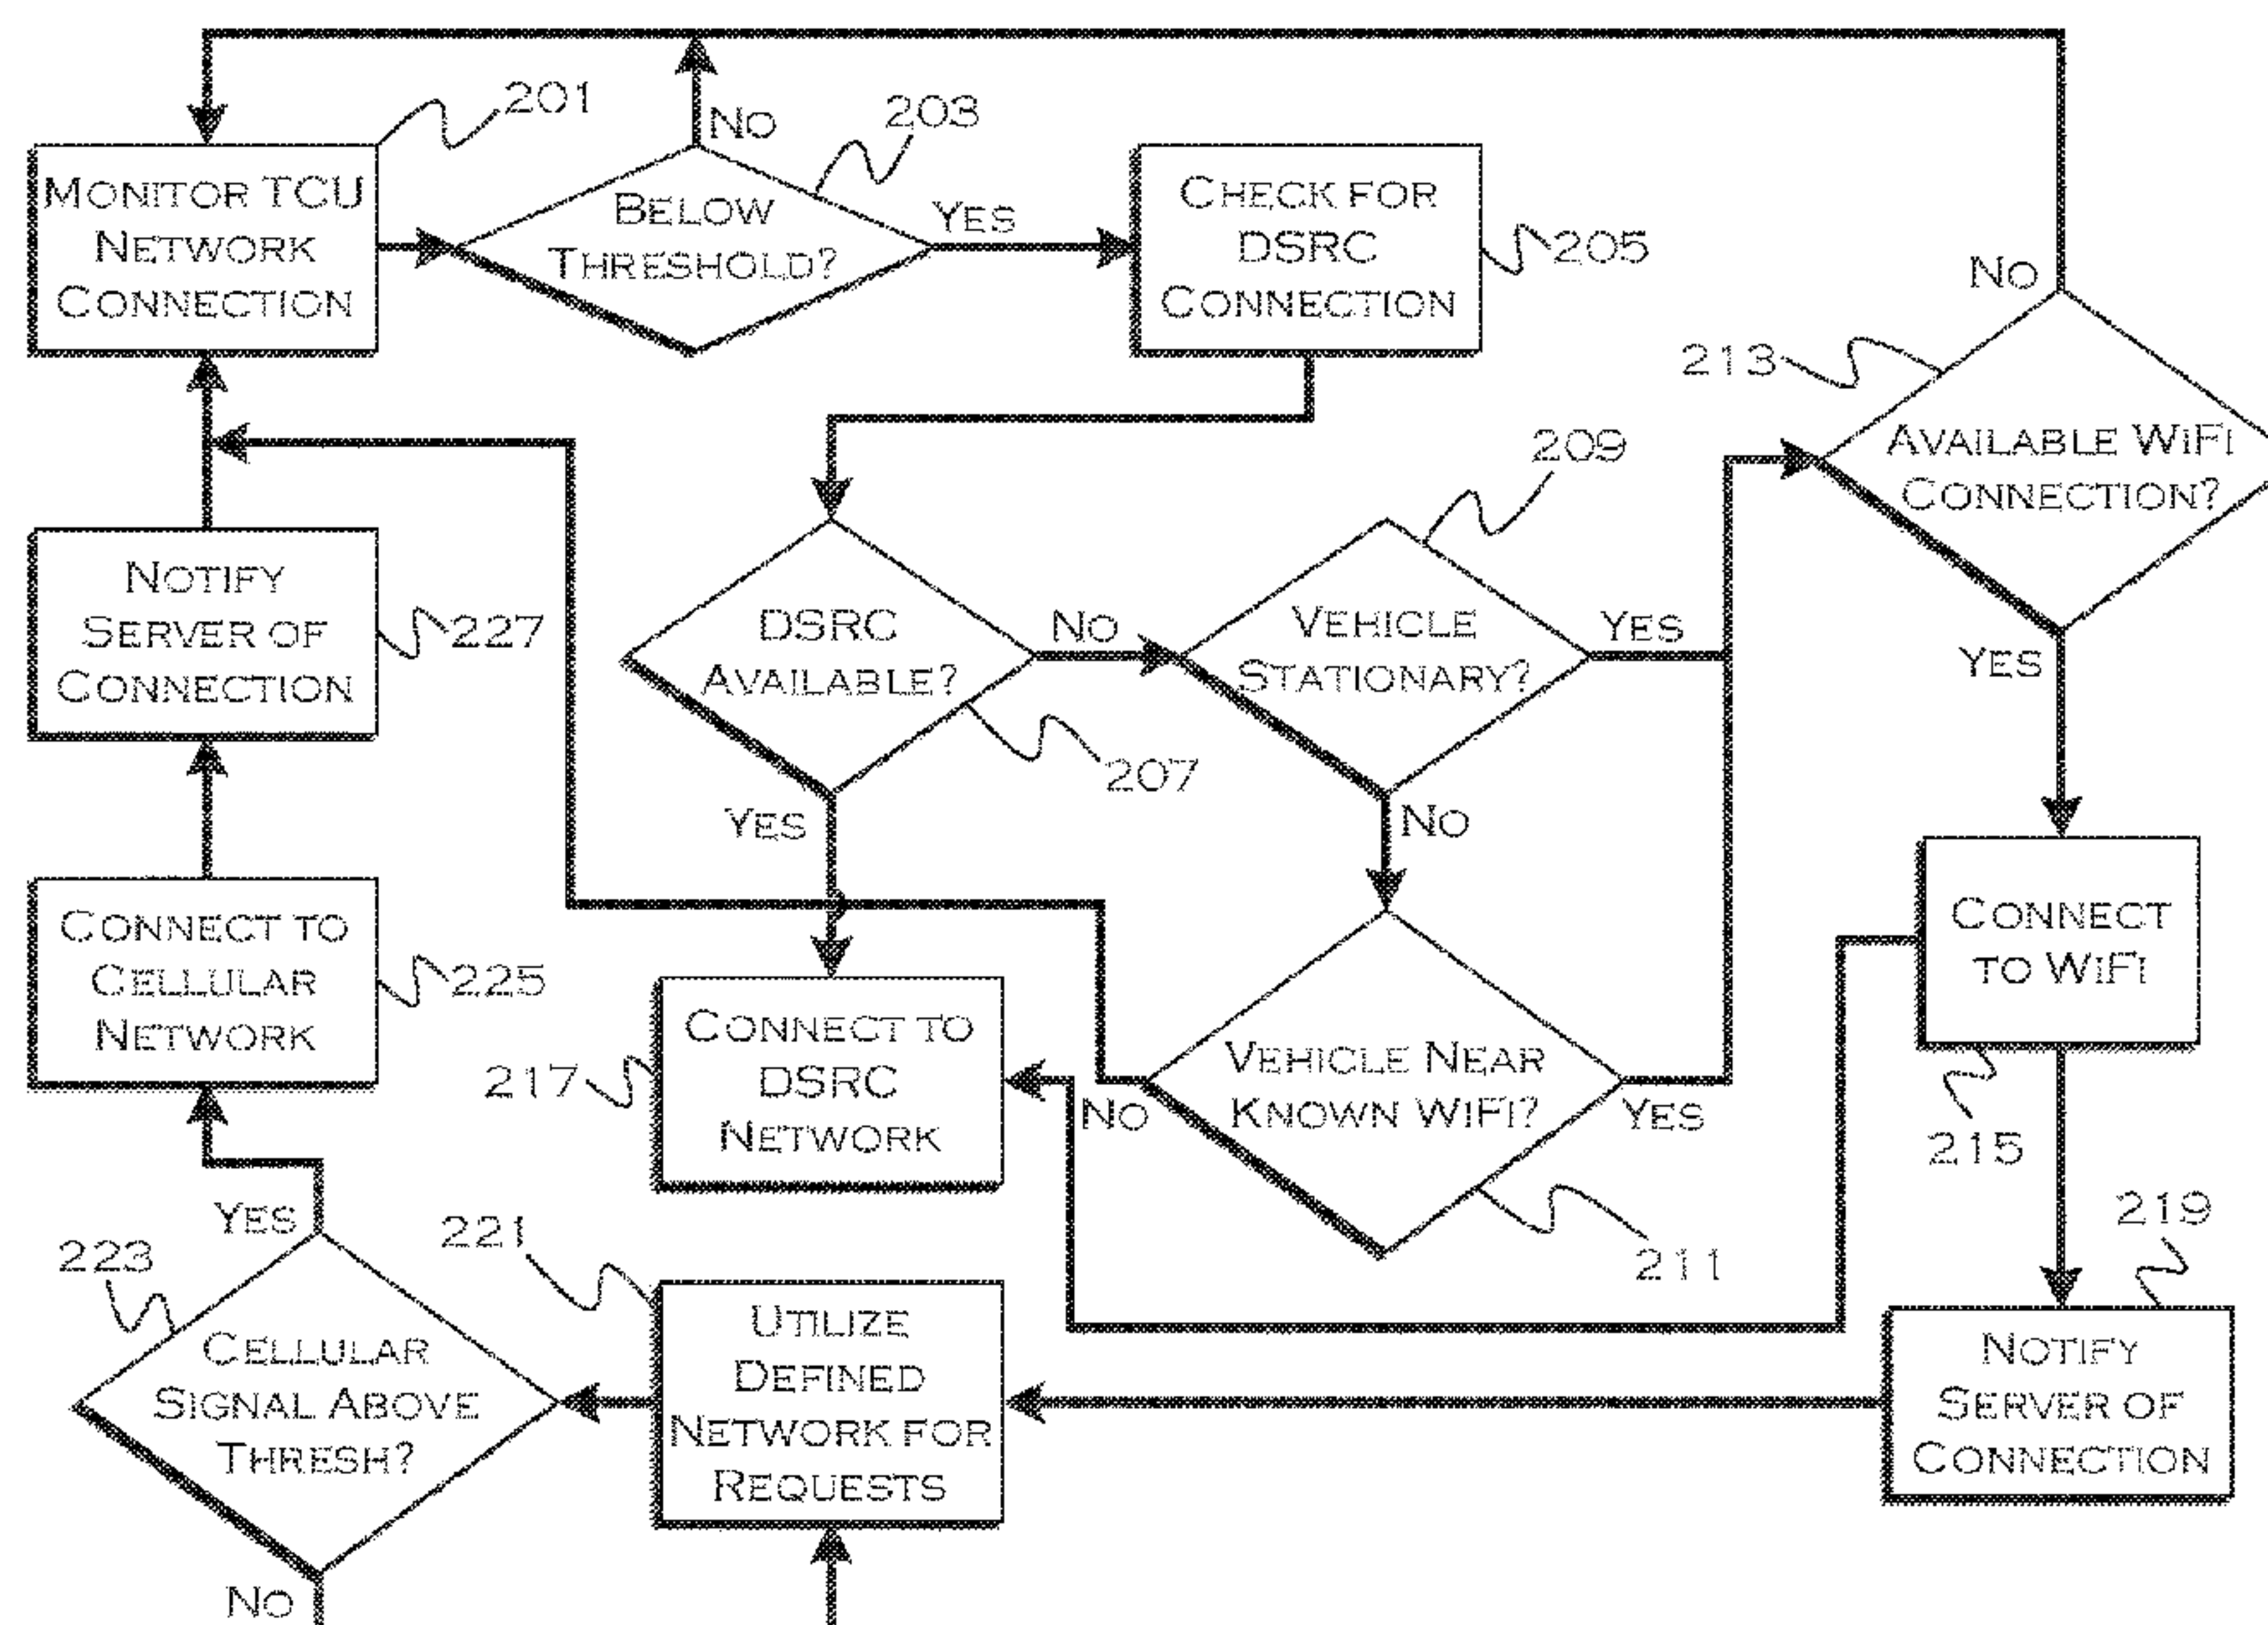 201
203
No
MONITOR TCU
NETWORK
CONNECTION
BELOW
THRESHOLD?
YES
CHECK FOR
DSRC
CONNECTION
205
No
213
AVAILABLE WIFI
CONNECTION?
209
NOTIFY
SERVER OF
CONNECTION
227
DSRC
AVAILABLE?
No
VEHICLE
STATIONARY?
YES
YES
207
YES
No
CONNECT TO
CELLULAR
NETWORK
225
CONNECT
TO WIFI
217
CONNECT TO
DSRC
NETWORK
No
VEHICLE NEAR
KNOWN WIFI?
YES
215
YES
223
221
211
219
CELLULAR
SIGNAL ABOVE
THRESH?
UTILIZE
DEFINED
NETWORK FOR
REQUESTS
NOTIFY
SERVER OF
CONNECTION
No